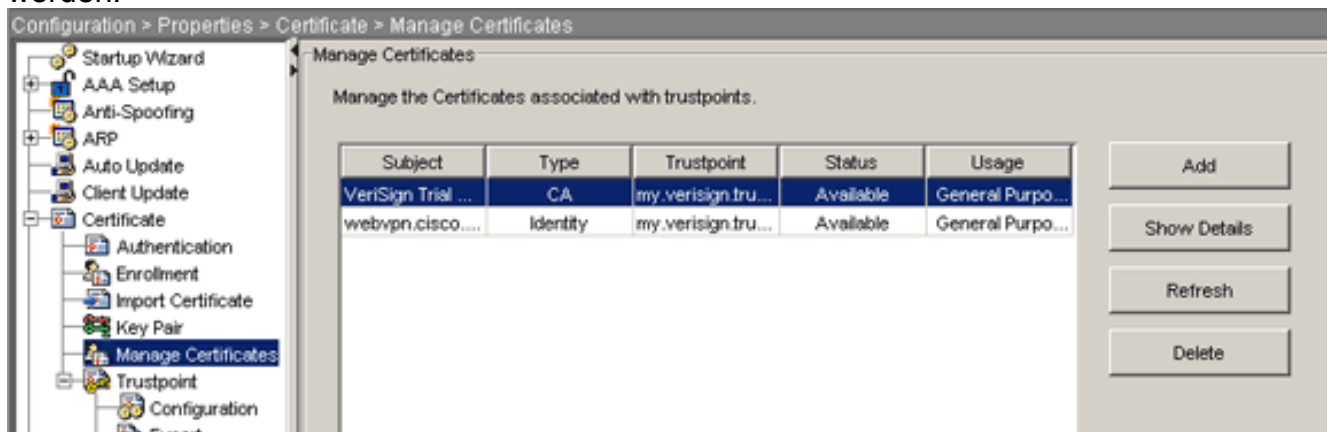 Configuration > Properties > Certificate > Manage Certificates
Startup Wizard
AAA Setup
Anti-Spoofing
ARP
Auto Update
Client Update
Certificate
Authentication
Enrollment
Import Certificate
Key Pair
Manage Certificates
Trustpoint
Configuration
Manage Certificates
Manage the Certificates associated with trustpoints.
Subject Type Trustpoint Status Usage
VeriSign Trial ... CA my.verisign.tru... Available General Purpo...
webvpn.cisco.... Identity my.verisign.tru... Available General Purpo...
Add
Show Details
Refresh
Delete